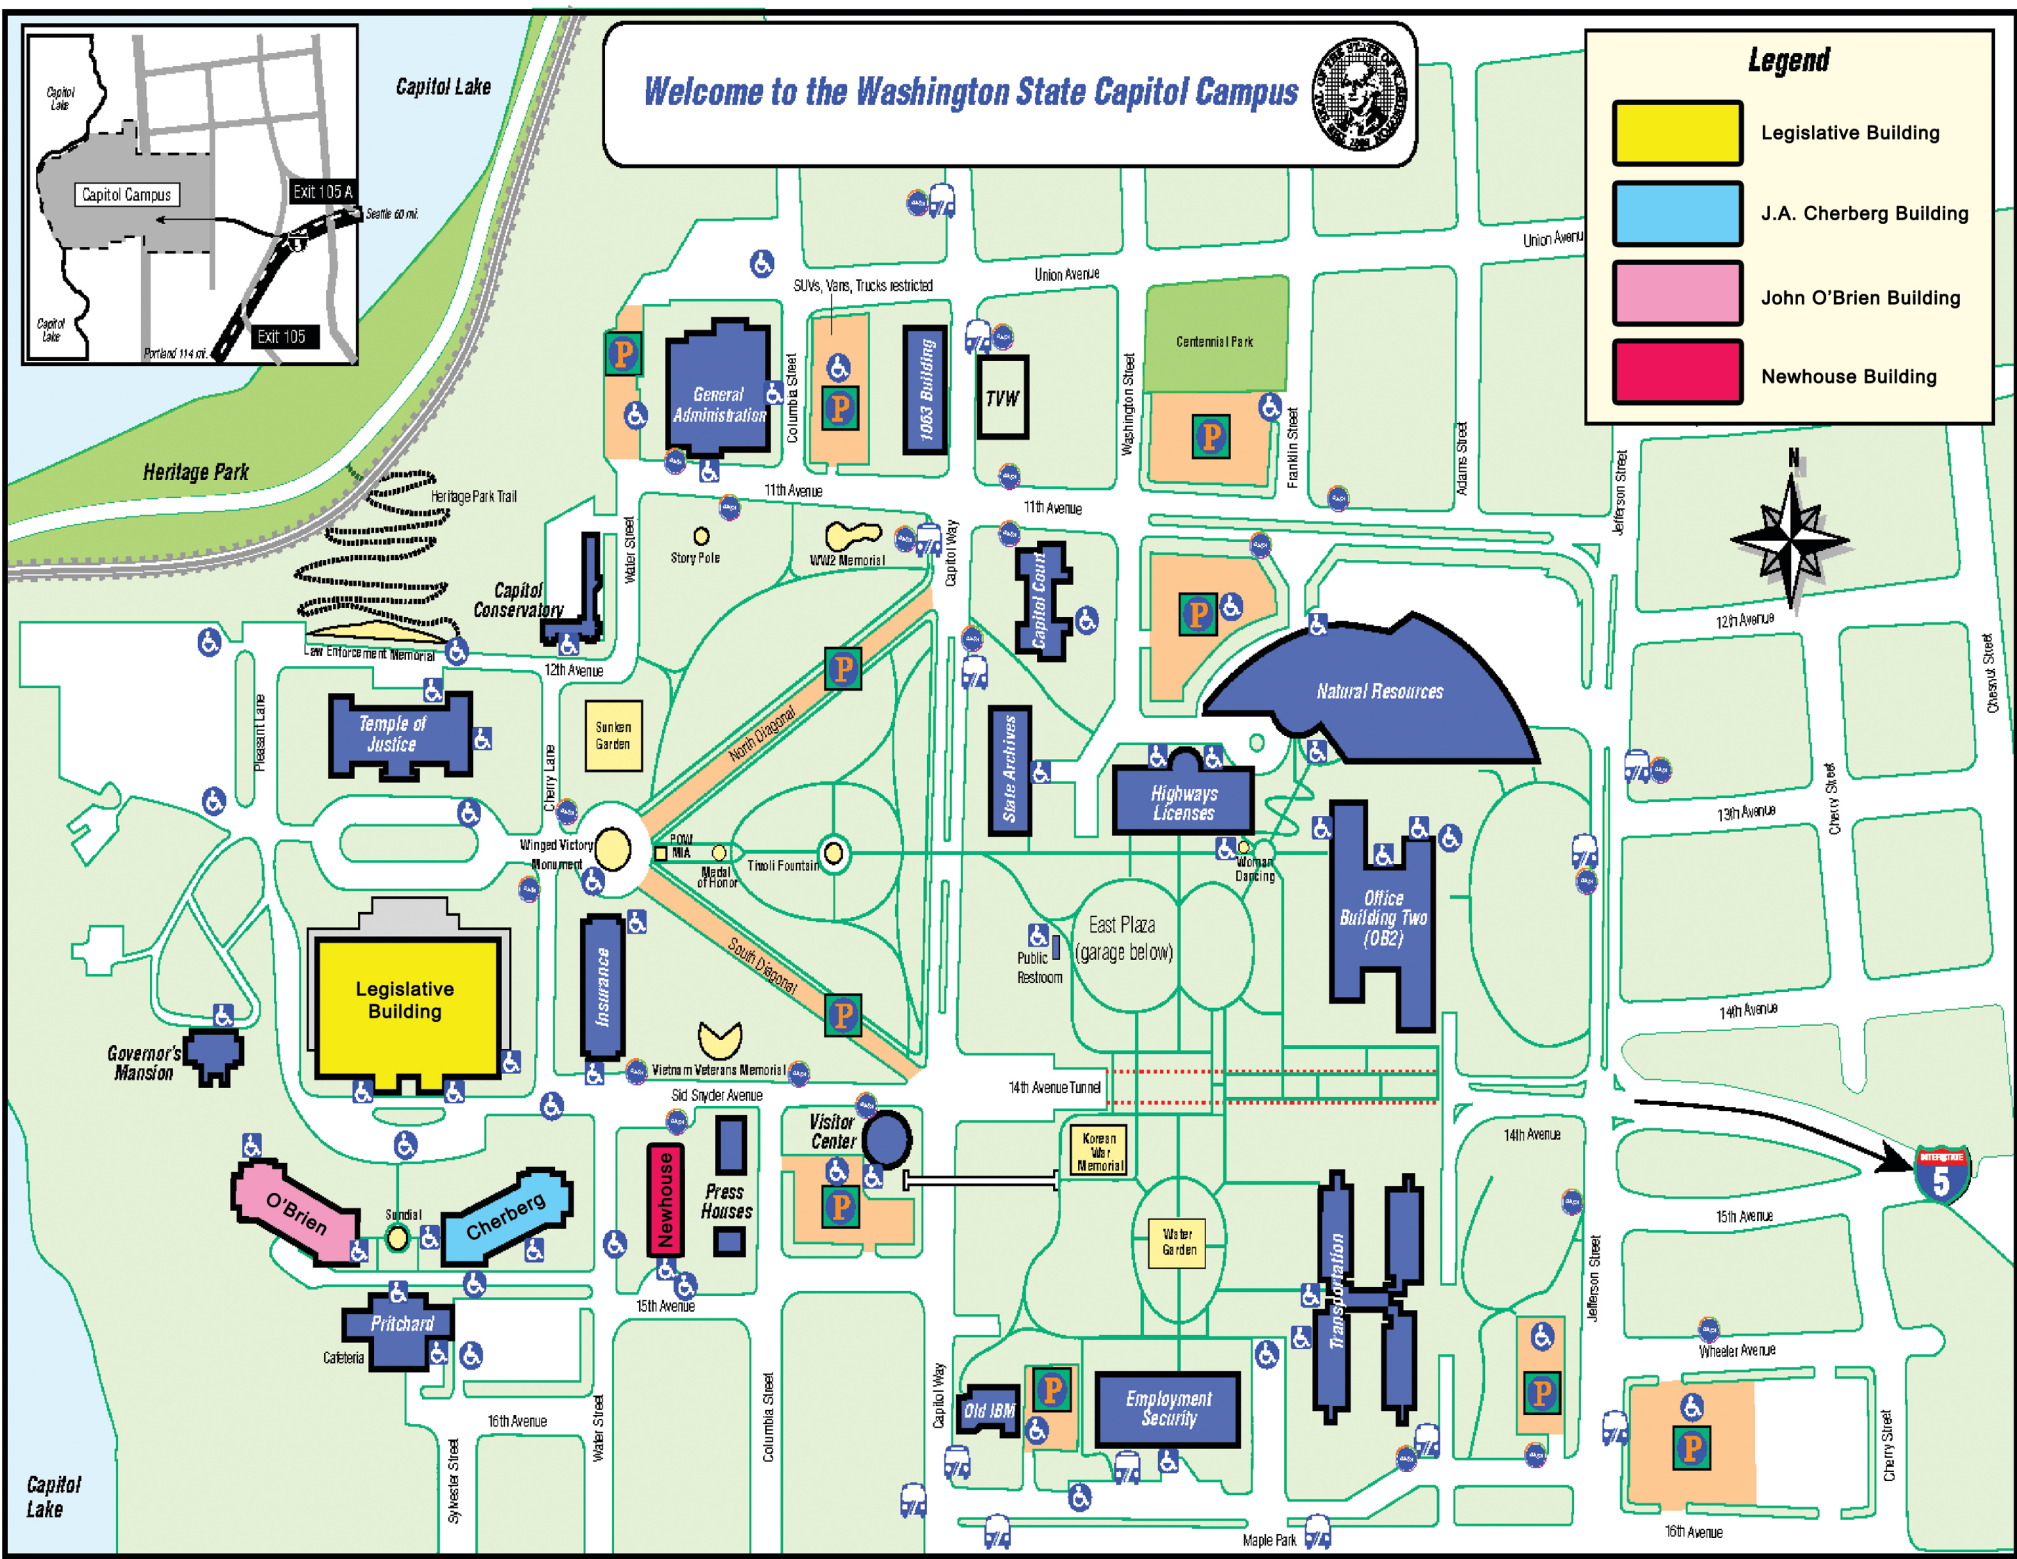 Welcome to the Washington State Capitol Campus
Legend
Legislative Building
J.A. Cherberg Building
John O'Brien Building
Newhouse Building
Capitol
Lake
Capitol Campus
Exit 105 A
Seattle 60 mi.
Capitol
Lake
Exit 105
Portland 114 mi.
Capitol Lake
Heritage Park
Heritage Park Trail
Union Avenue
Union Avenu
SUVs, Vans, Trucks restricted
P
General
Administration
Columbia Street
P
1063 Building
TVW
Washington Street
Centennial Park
P
Franklin Street
Adams Street
Jefferson Street
N
11th Avenue
11th Avenue
Story Pole
WW2 Memorial
Water Street
Capitol Way
Capitol Court
P
Capitol
Conservatory
Law Enforcement Memorial
12th Avenue
12th Avenue
Chesnut Street
Natural Resources
P
North Diagonal
Sunken
Garden
Temple of
Justice
Pleasant Lane
Cherry Lane
State Archives
Highways
Licenses
13th Avenue
Cherry Street
Winged Victory
Monument
POW
MIA
Medal
of Honor
Tivoli Fountain
Woman
Dancing
Office
Building Two
(OB2)
East Plaza
(garage below)
Public
Restroom
South Diagonal
P
Insurance
Legislative
Building
Governor's
Mansion
Vietnam Veterans Memorial
Sid Snyder Avenue
14th Avenue Tunnel
14th Avenue
14th Avenue
INTERSTATE
5
15th Avenue
Visitor
Center
P
Korean
War
Memorial
Press
Houses
Newhouse
O'Brien
Cherberg
Sundial
Water
Garden
Transportation
Jefferson Street
15th Avenue
Pritchard
Cafeteria
Wheeler Avenue
P
P
P
Old IBM
Employment
Security
Capitol Way
Columbia Street
Water Street
16th Avenue
Sylvester Street
Cherry Street
16th Avenue
Maple Park
Capitol
Lake